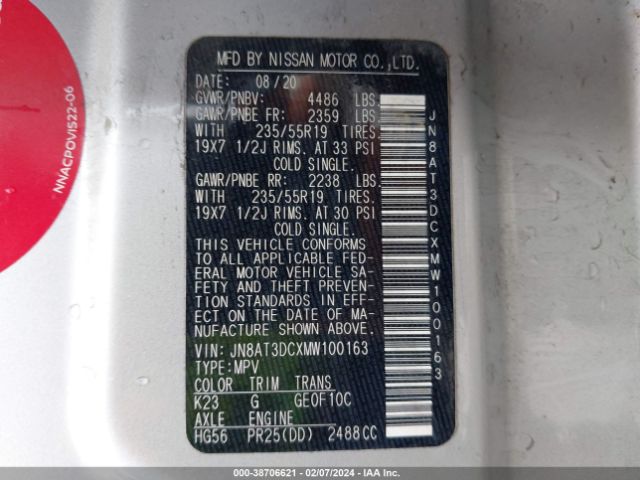 NNACPOVIS22-06
MFD BY NISSAN MOTOR CO.,LTD.
DATE: 08/20
GVWR/PNBV: 4486 LBS.
GAWR/PNBE FR: 2359 LBS.
WITH 235/55R19 TIRES.
19X7 1/2J RIMS. AT 33 PSI
COLD SINGLE.
GAWR/PNBE RR: 2238 LBS.
WITH 235/55R19 TIRES.
19X7 1/2J RIMS. AT 30 PSI
COLD SINGLE.
THIS VEHICLE CONFORMS
TO ALL APPLICABLE FED-
ERAL MOTOR VEHICLE SA-
FETY AND THEFT PREVEN-
TION STANDARDS IN EFF-
ECT ON THE DATE OF MA-
NUFACTURE SHOWN ABOVE.
VIN: JN8AT3DCXMW100163
TYPE:MPV
COLOR TRIM TRANS
K23 G GE0F10C
AXLE ENGINE
HG56 PR25(DD) 2488CC
JN8AT3DCXMW100163
000-38706621 - 02/07/2024 - IAA Inc.